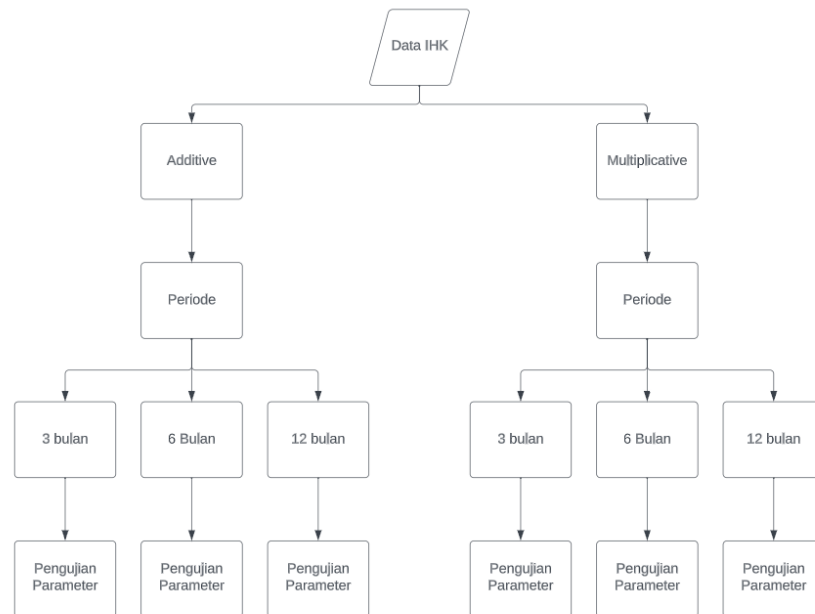 Data IHK
Additive
Multiplicative
Periode
Periode
3 bulan
6 Bulan
12 bulan
3 bulan
6 Bulan
12 bulan
Pengujian
Parameter
Pengujian
Parameter
Pengujian
Parameter
Pengujian
Parameter
Pengujian
Parameter
Pengujian
Parameter